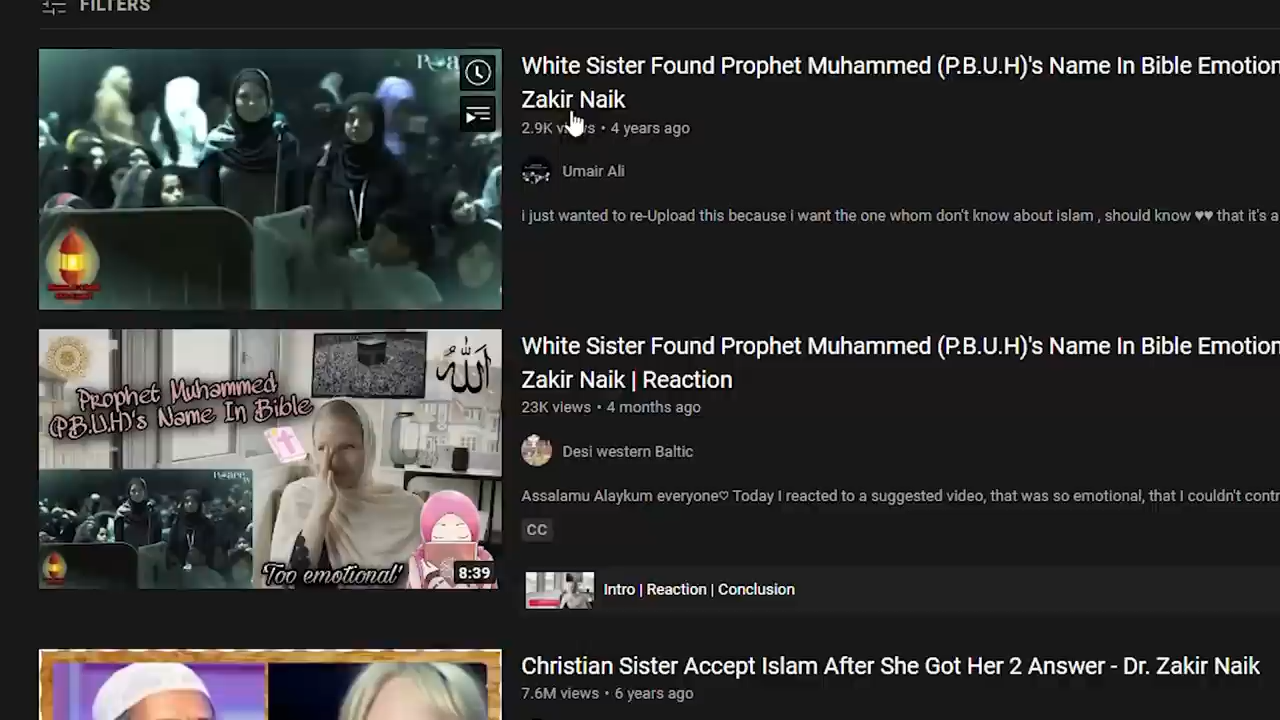 FILTERS
White Sister Found Prophet Muhammed (P.B.U.H)'s Name In Bible Emotion
Zakir Naik
2.9K views • 4 years ago
Umair Ali
i just wanted to re-Upload this because i want the one whom don't know about islam , should know ♥♥ that it's a
Prophet Muhammed
(P.B.U.H)'s Name In Bible
الله
'Too emotional'
8:39
White Sister Found Prophet Muhammed (P.B.U.H)'s Name In Bible Emotion
Zakir Naik | Reaction
23K views • 4 months ago
Desi western Baltic
Assalamu Alaykum everyone♡ Today I reacted to a suggested video, that was so emotional, that I couldn't contr
CC
Intro | Reaction | Conclusion
Christian Sister Accept Islam After She Got Her 2 Answer - Dr. Zakir Naik
7.6M views • 6 years ago